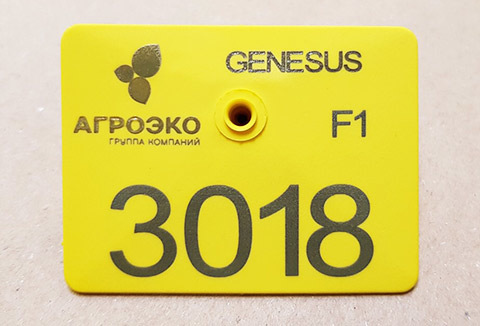 GENESUS
АГРОЭКО
ГРУППА КОМПАНИЙ
F1
3018